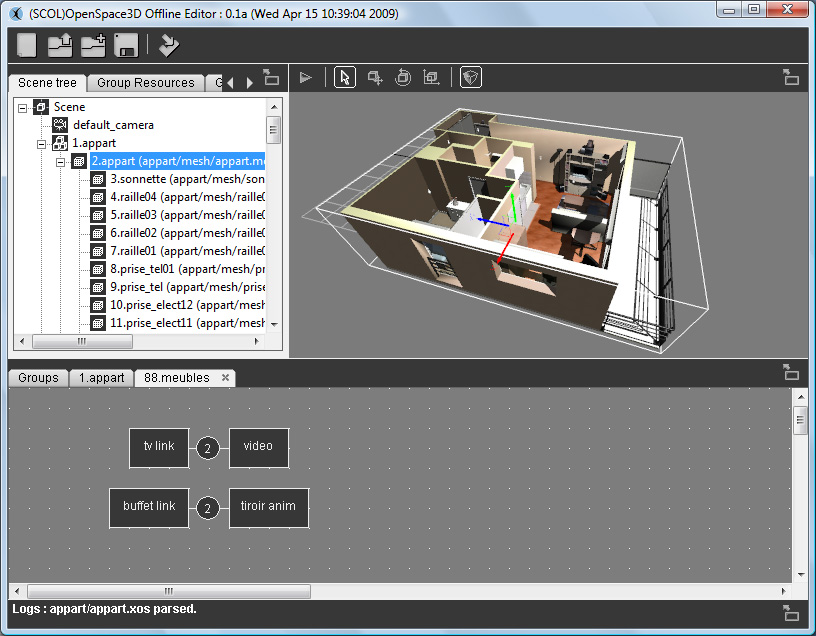 (SCOL)OpenSpace3D Offline Editor : 0.1a (Wed Apr 15 10:39:04 2009)
Scene tree
Group Resources
Scene
default_camera
1.appart
2.appart (appart/mesh/appart.m
3.sonnette (appart/mesh/son
4.raille04 (appart/mesh/raille0
5.raille03 (appart/mesh/raille0
6.raille02 (appart/mesh/raille0
7.raille01 (appart/mesh/raille0
8.prise_tel01 (appart/mesh/pr
9.prise_tel (appart/mesh/prise
10.prise_elect12 (appart/mesh
11.prise_elect11 (appart/mesh
Groups
1.appart
88.meubles
tv link
2
video
buffet link
2
tiroir anim
Logs : appart/appart.xos parsed.